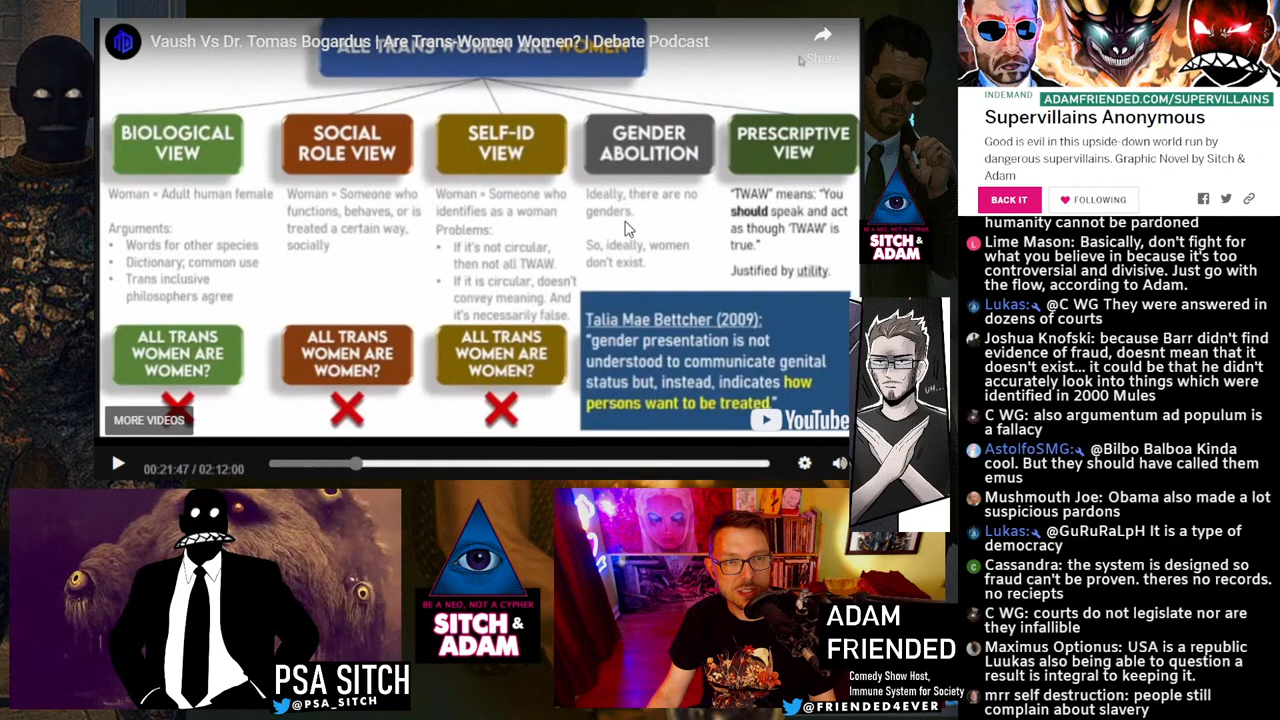 Vaush Vs Dr. Tomas Bogardus | Are Trans-Women Women? | Debate Podcast
ALL TRANS WOMEN ARE WOMEN
Share
BIOLOGICAL
VIEW
Woman = Adult human female
Arguments:
• Words for other species
• Dictionary; common use
• Trans inclusive
philosophers agree
ALL TRANS
WOMEN ARE
WOMEN?
SOCIAL
ROLE VIEW
Woman = Someone who
functions, behaves, or is
treated a certain way,
socially
ALL TRANS
WOMEN ARE
WOMEN?
SELF-ID
VIEW
Woman = Someone who
identifies as a woman
Problems:
• If it's not circular,
then not all TWAW.
• If it is circular, doesn't
convey meaning. And
it's necessarily false.
ALL TRANS
WOMEN ARE
WOMEN?
GENDER
ABOLITION
Ideally, there are no
genders.
So, ideally, women
don't exist.
PRESCRIPTIVE
VIEW
"TWAW" means: "You
should speak and act
as though 'TWAW' is
true."
Justified by utility.
Talia Mae Bettcher (2009):
"gender presentation is not
understood to communicate genital
status but, instead, indicates how
persons want to be treated."
MORE VIDEOS
YouTube
00:21:47 / 02:12:00
BE A NEO, NOT A CYPHER
SITCH &
ADAM
UH...
PSA SITCH
@PSA_SITCH
BE A NEO, NOT A CYPHER
SITCH &
ADAM
ADAM
FRIENDED
Comedy Show Host,
Immune System for Society
@FRIENDED4EVER
INDEMAND
ADAMFRIENDED.COM/SUPERVILLAINS
Supervillains Anonymous
Good is evil in this upside-down world run by
dangerous supervillains. Graphic Novel by Sitch &
Adam
BACK IT
FOLLOWING
humanity cannot be pardoned
L
Lime Mason: Basically, don't fight for
what you believe in because it's too
controversial and divisive. Just go with
the flow, according to Adam.
Lukas: @C WG They were answered in
dozens of courts
Joshua Knofski: because Barr didn't find
evidence of fraud, doesnt mean that it
doesn't exist... it could be that he didn't
accurately look into things which were
identified in 2000 Mules
C WG: also argumentum ad populum is
a fallacy
AstolfoSMG: @Bilbo Balboa Kinda
cool. But they should have called them
emus
Mushmouth Joe: Obama also made a lot
suspicious pardons
Lukas: @GuRuRaLpH It is a type of
democracy
C
Cassandra: the system is designed so
fraud can't be proven. theres no records.
no reciepts
C WG: courts do not legislate nor are
they infallible
Maximus Optionus: USA is a republic
Luukas also being able to question a
result is integral to keeping it.
mrr self destruction: people still
complain about slavery